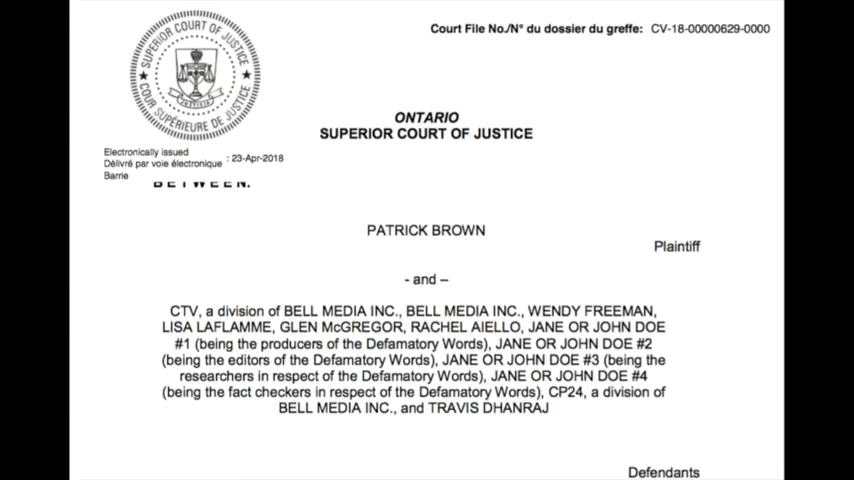 Court File No./N° du dossier du greffe: CV-18-00000629-0000
SUPERIOR COURT OF JUSTICE
COUR SUPÉRIEURE DE JUSTICE
ONTARIO
SUPERIOR COURT OF JUSTICE
Electronically issued
Délivré par voie électronique : 23-Apr-2018
Barrie
BETWEEN:
PATRICK BROWN
Plaintiff
- and –
CTV, a division of BELL MEDIA INC., BELL MEDIA INC., WENDY FREEMAN,
LISA LAFLAMME, GLEN McGREGOR, RACHEL AIELLO, JANE OR JOHN DOE
#1 (being the producers of the Defamatory Words), JANE OR JOHN DOE #2
(being the editors of the Defamatory Words), JANE OR JOHN DOE #3 (being the
researchers in respect of the Defamatory Words), JANE OR JOHN DOE #4
(being the fact checkers in respect of the Defamatory Words), CP24, a division of
BELL MEDIA INC., and TRAVIS DHANRAJ
Defendants